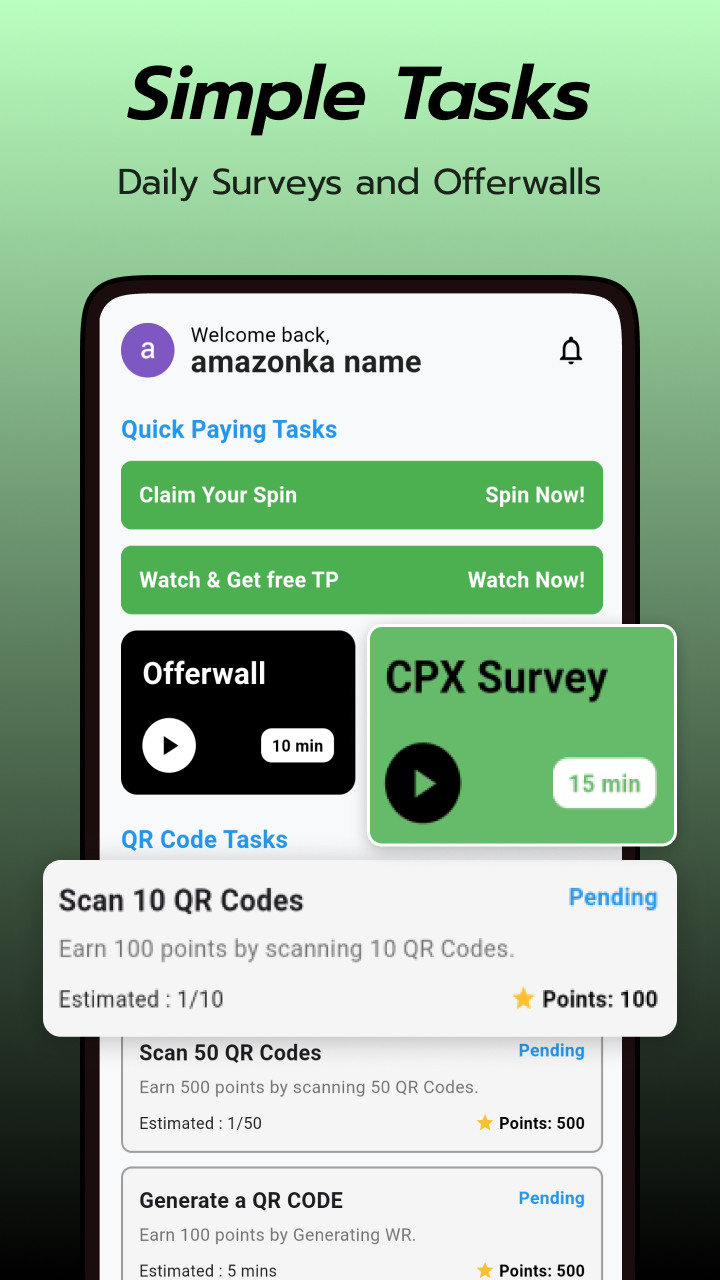 Simple Tasks
Daily Surveys and Offerwalls
a
Welcome back,
amazonka name
Quick Paying Tasks
Claim Your Spin Spin Now!
Watch & Get free TP Watch Now!
Offerwall
10 min
CPX Survey
15 min
QR Code Tasks
Scan 10 QR Codes Pending
Earn 100 points by scanning 10 QR Codes.
Estimated : 1/10 Points: 100
Scan 50 QR Codes Pending
Earn 500 points by scanning 50 QR Codes.
Estimated : 1/50 Points: 500
Generate a QR CODE Pending
Earn 100 points by Generating WR.
Estimated : 5 mins Points: 500